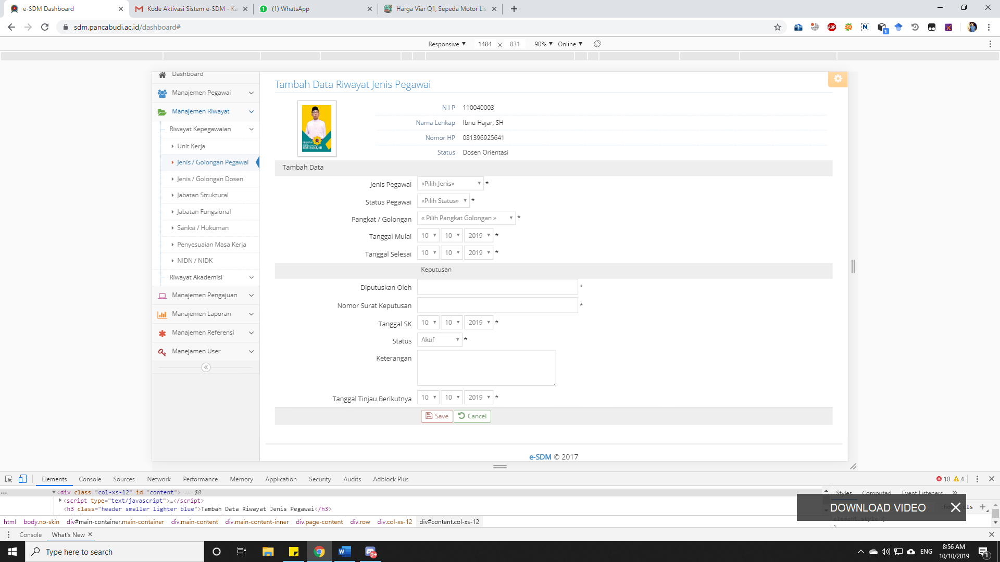 e-SDM Dashboard
Kode Aktivasi Sistem e-SDM - Ka
(1) WhatsApp
Harga Viar Q1, Sepeda Motor Lis
sdm.pancabudi.ac.id/dashboard#
Responsive ▼ 1484 × 831 90% ▼ Online ▼
Dashboard
Manajemen Pegawai
Manajemen Riwayat
Riwayat Kepegawaian
Unit Kerja
Jenis / Golongan Pegawai
Jenis / Golongan Dosen
Jabatan Struktural
Jabatan Fungsional
Sanksi / Hukuman
Penyesuaian Masa Kerja
NIDN / NIDK
Riwayat Akademisi
Manajemen Pengajuan
Manajemen Laporan
Manajemen Referensi
Manejamen User
Tambah Data Riwayat Jenis Pegawai
PEGAWAI
IBNU HAJAR, SH
N I P 110040003
Nama Lenkap Ibnu Hajar, SH
Nomor HP 081396925641
Status Dosen Orientasi
Tambah Data
Jenis Pegawai «Pilih Jenis» *
Status Pegawai «Pilih Status» *
Pangkat / Golongan « Pilih Pangkat Golongan » *
Tanggal Mulai 10 10 2019 *
Tanggal Selesai 10 10 2019 *
Keputusan
Diputuskan Oleh *
Nomor Surat Keputusan *
Tanggal SK 10 10 2019 *
Status Aktif *
Keterangan
Tanggal Tinjau Berikutnya 10 10 2019 *
Save Cancel
e-SDM © 2017
Elements Console Sources Network Performance Memory Application Security Audits Adblock Plus 10 4
<div class="col-xs-12" id="content"> == $0
<script type="text/javascript">…</script>
<h3 class="header smaller lighter blue">Tambah Data Riwayat Jenis Pegawai</h3>
Styles Computed Event Listeners »
DOWNLOAD VIDEO
element.style {
html body.no-skin div#main-container.main-container div.main-content div.main-content-inner div.page-content div.row div.col-xs-12 div#content.col-xs-12
Console What's New
Type here to search
9+
ENG
8:56 AM
10/10/2019
1